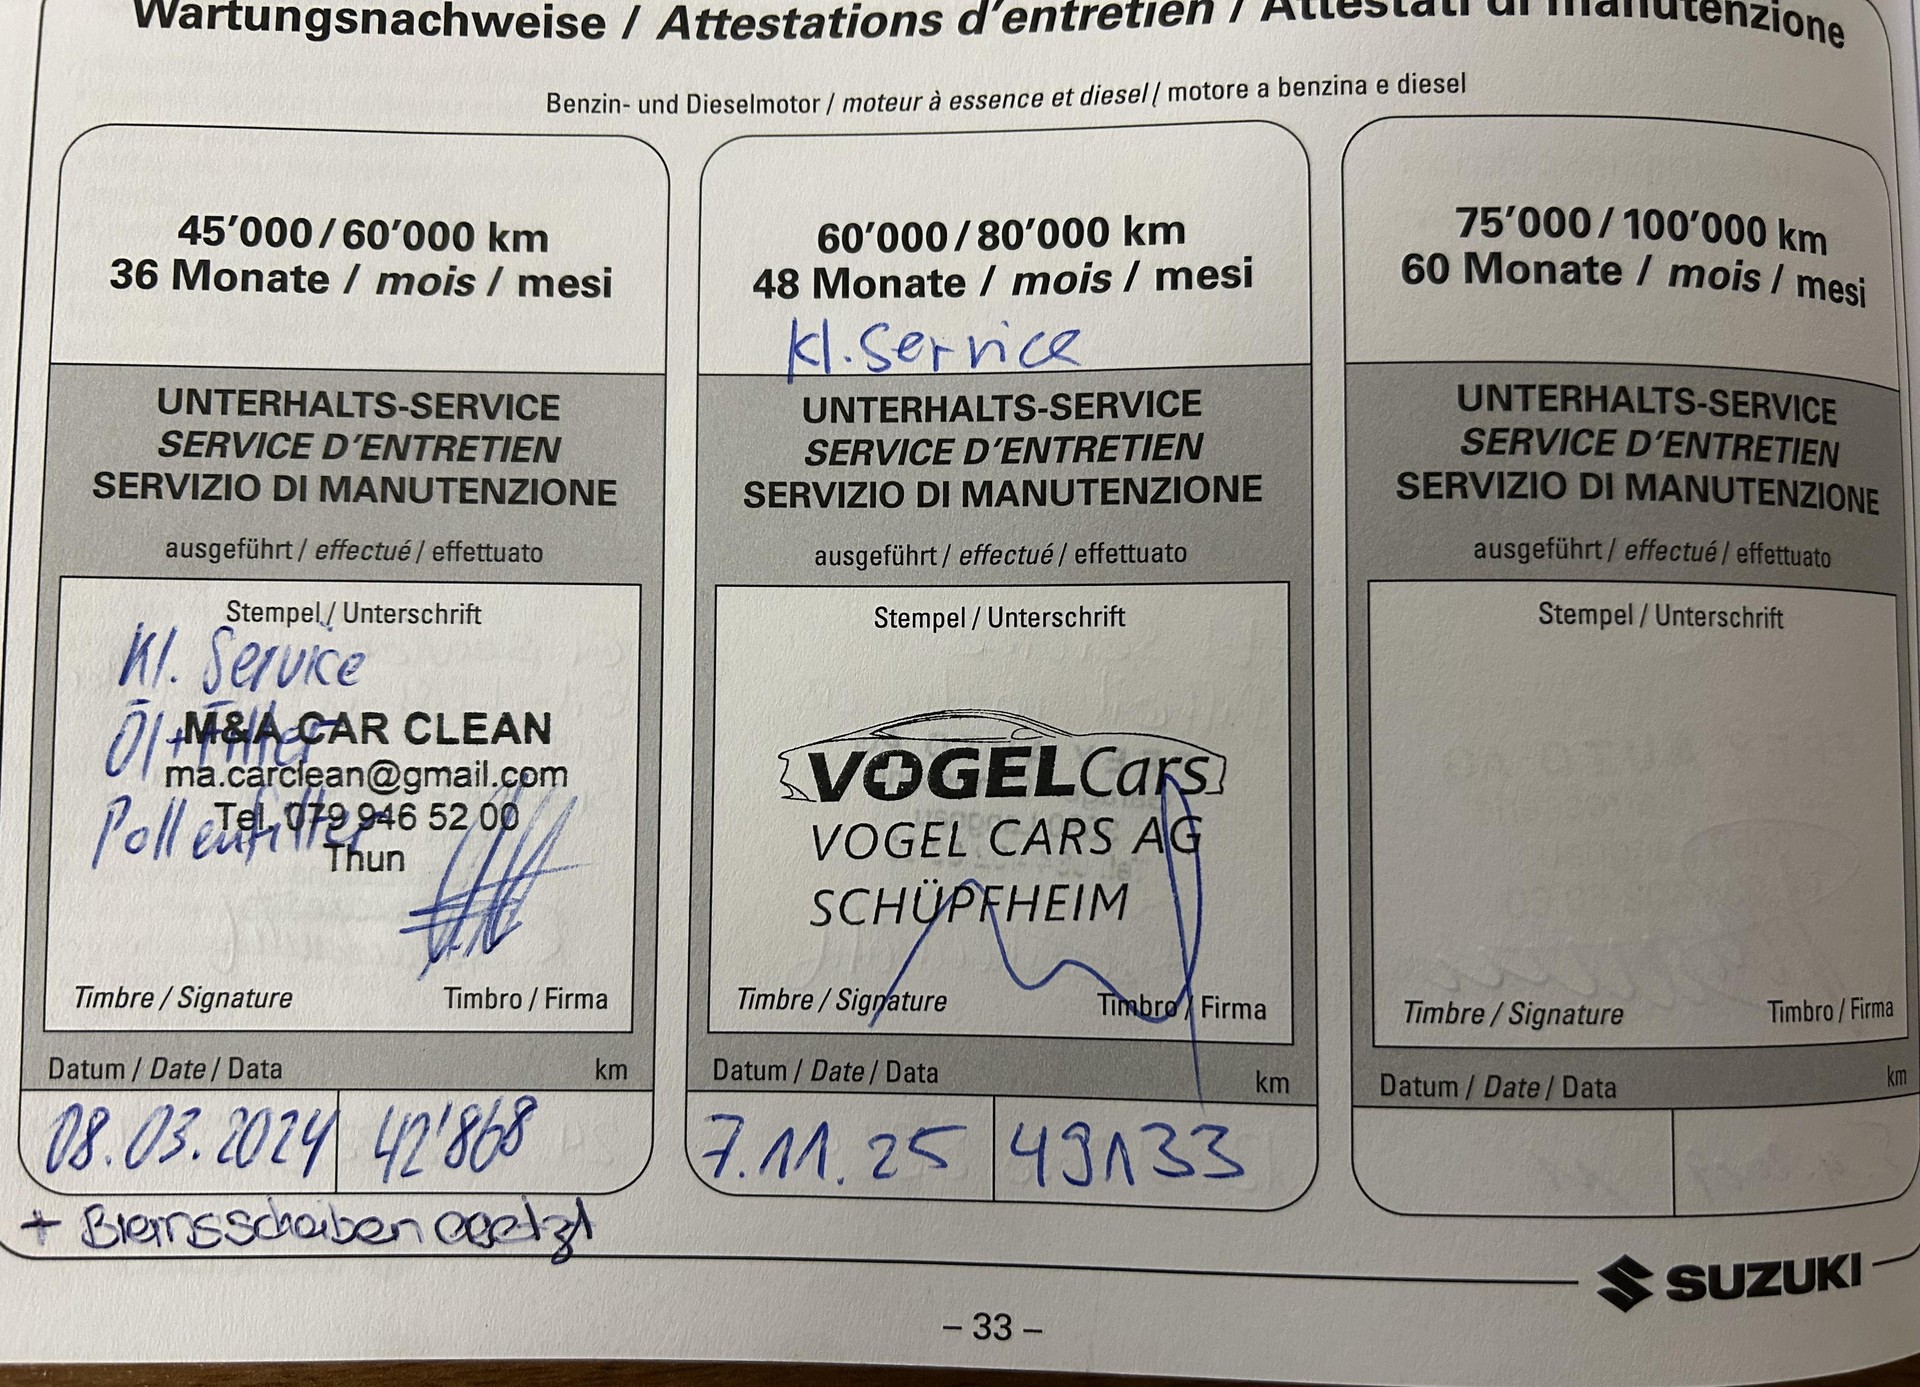 Wartungsnachweise / Attestations d'entretien / Attestati di manutenzione
Benzin- und Dieselmotor / moteur à essence et diesel / motore a benzina e diesel
45'000 / 60'000 km
36 Monate / mois / mesi
UNTERHALTS-SERVICE
SERVICE D'ENTRETIEN
SERVIZIO DI MANUTENZIONE
ausgeführt / effectué / effettuato
Stempel / Unterschrift
Kl. Service
Öl + Filter
M&A CAR CLEAN
ma.carclean@gmail.com
Tel. 079 946 52 00
Pollenfilter
Thun
Timbre / Signature Timbro / Firma
Datum / Date / Data km
08.03.2024 42'868
+ Bremsscheiben
60'000 / 80'000 km
48 Monate / mois / mesi
kl. Service
UNTERHALTS-SERVICE
SERVICE D'ENTRETIEN
SERVIZIO DI MANUTENZIONE
ausgeführt / effectué / effettuato
Stempel / Unterschrift
VOGELCars
VOGEL CARS AG
SCHÜPFHEIM
Timbre / Signature Timbro / Firma
Datum / Date / Data km
7.11.25 49133
75'000 / 100'000 km
60 Monate / mois / mesi
UNTERHALTS-SERVICE
SERVICE D'ENTRETIEN
SERVIZIO DI MANUTENZIONE
ausgeführt / effectué / effettuato
Stempel / Unterschrift
Timbre / Signature Timbro / Firma
Datum / Date / Data km
SUZUKI
– 33 –